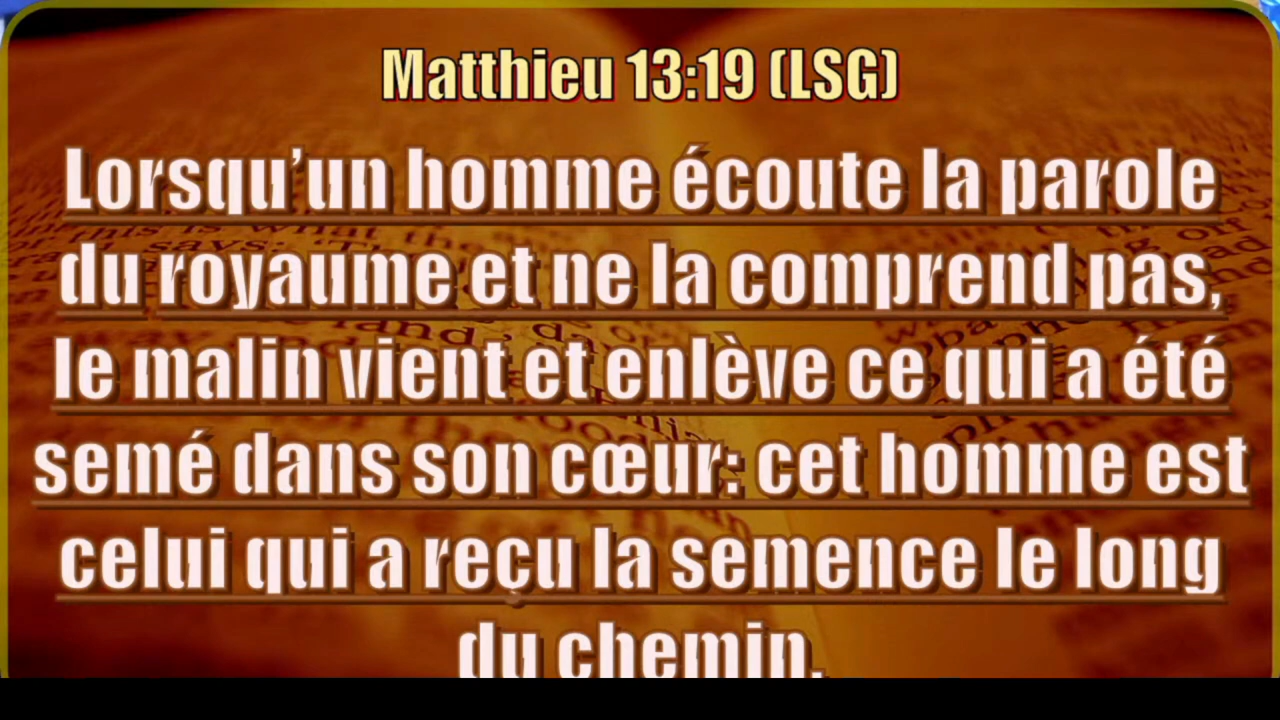 Matthieu 13:19 (LSG)
Lorsqu’un homme écoute la parole
du royaume et ne la comprend pas,
le malin vient et enlève ce qui a été
semé dans son cœur: cet homme est
celui qui a reçu la semence le long
du chemin.